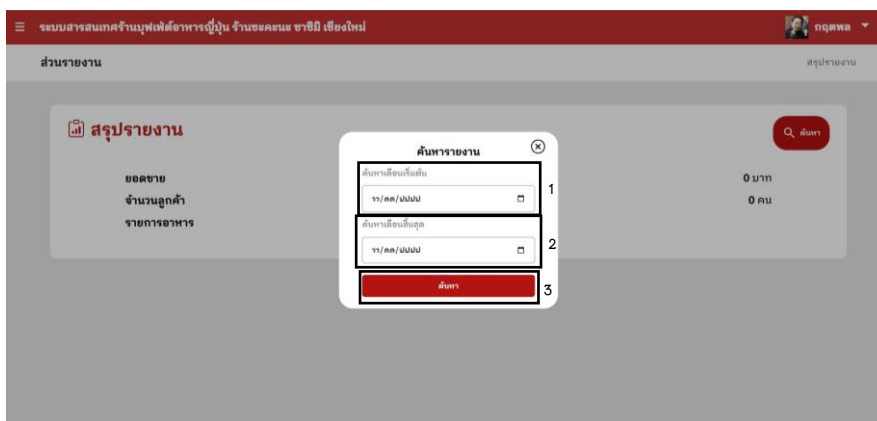 ระบบสารสนเทศร้านบุฟเฟ่ต์อาหารญี่ปุ่น ร้านซะคะนะ ซาชิมิ เชียงใหม่
กฤตพล
ส่วนรายงาน
สรุปรายงาน
สรุปรายงาน
ค้นหา
ค้นหารายงาน
ค้นหาเดือนเริ่มต้น
วว/ดด/ปปปป
1
ค้นหาเดือนสิ้นสุด
วว/ดด/ปปปป
2
ค้นหา
3
ยอดขาย
0 บาท
จำนวนลูกค้า
0 คน
รายการอาหาร